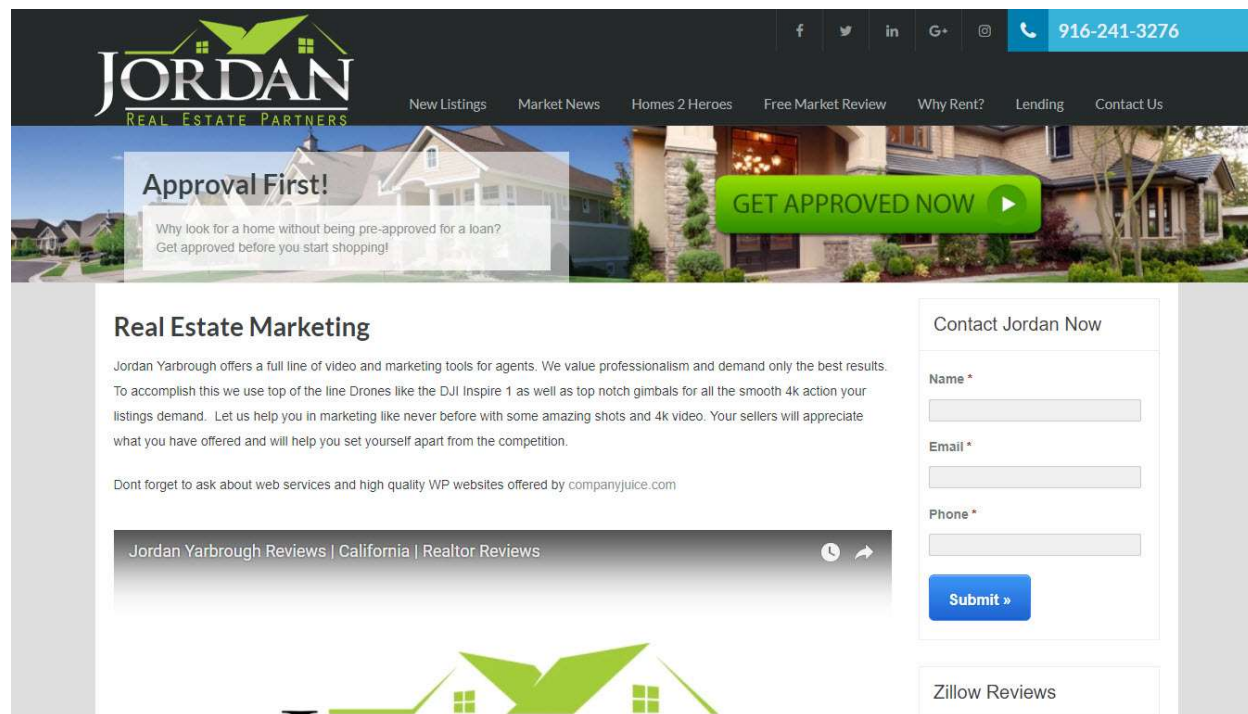 JORDAN
REAL ESTATE PARTNERS
916-241-3276
New Listings
Market News
Homes 2 Heroes
Free Market Review
Why Rent?
Lending
Contact Us
Approval First!
Why look for a home without being pre-approved for a loan?
Get approved before you start shopping!
GET APPROVED NOW
Real Estate Marketing
Jordan Yarbrough offers a full line of video and marketing tools for agents. We value professionalism and demand only the best results.
To accomplish this we use top of the line Drones like the DJI Inspire 1 as well as top notch gimbals for all the smooth 4k action your
listings demand.  Let us help you in marketing like never before with some amazing shots and 4k video. Your sellers will appreciate
what you have offered and will help you set yourself apart from the competition.
Dont forget to ask about web services and high quality WP websites offered by companyjuice.com
Jordan Yarbrough Reviews | California | Realtor Reviews
Contact Jordan Now
Name *
Email *
Phone *
Submit »
Zillow Reviews